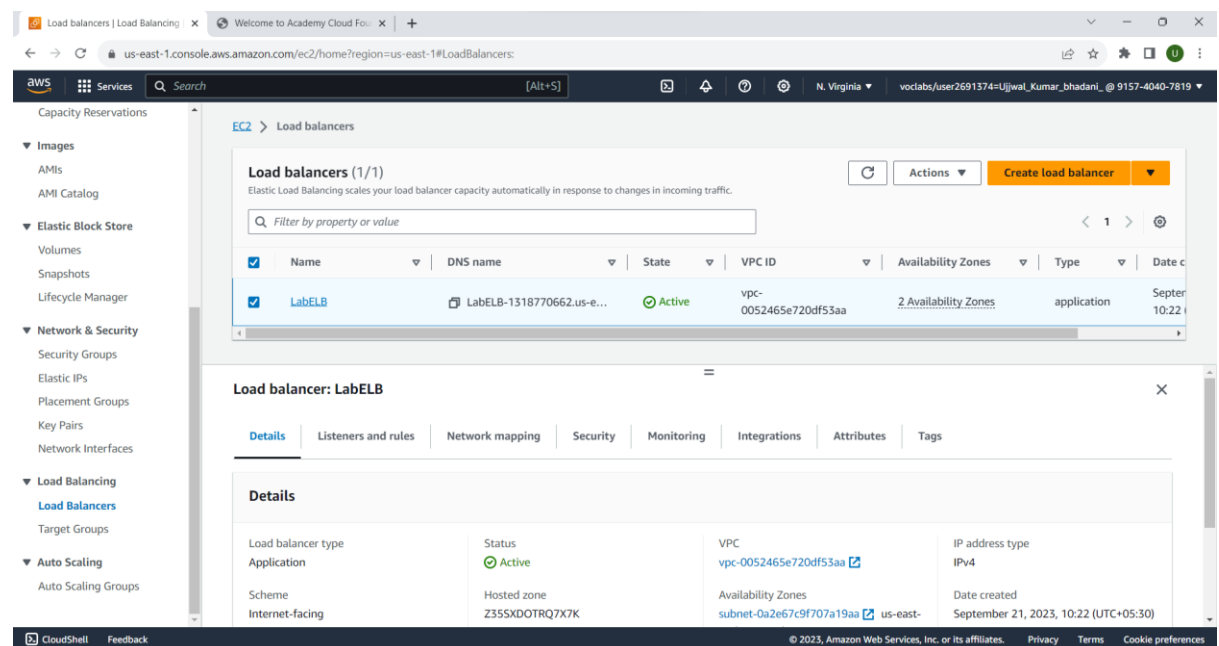 Load balancers | Load Balancing
Welcome to Academy Cloud Fou
us-east-1.console.aws.amazon.com/ec2/home?region=us-east-1#LoadBalancers:
U
aws
Services
Search
[Alt+S]
N. Virginia
voclabs/user2691374=Ujjwal_Kumar_bhadani_ @ 9157-4040-7819
Capacity Reservations
Images
AMIs
AMI Catalog
Elastic Block Store
Volumes
Snapshots
Lifecycle Manager
Network & Security
Security Groups
Elastic IPs
Placement Groups
Key Pairs
Network Interfaces
Load Balancing
Load Balancers
Target Groups
Auto Scaling
Auto Scaling Groups
EC2 > Load balancers
Load balancers (1/1)
Elastic Load Balancing scales your load balancer capacity automatically in response to changes in incoming traffic.
Actions
Create load balancer
Filter by property or value
1
Name DNS name State VPC ID Availability Zones Type Date c
LabELB LabELB-1318770662.us-e... Active vpc-0052465e720df53aa 2 Availability Zones application Septer 10:22 (
Load balancer: LabELB
Details Listeners and rules Network mapping Security Monitoring Integrations Attributes Tags
Details
Load balancer type Status VPC IP address type
Application Active vpc-0052465e720df53aa IPv4
Scheme Hosted zone Availability Zones Date created
Internet-facing Z35SXDOTRQ7X7K subnet-0a2e67c9f707a19aa us-east- September 21, 2023, 10:22 (UTC+05:30)
CloudShell Feedback © 2023, Amazon Web Services, Inc. or its affiliates. Privacy Terms Cookie preferences